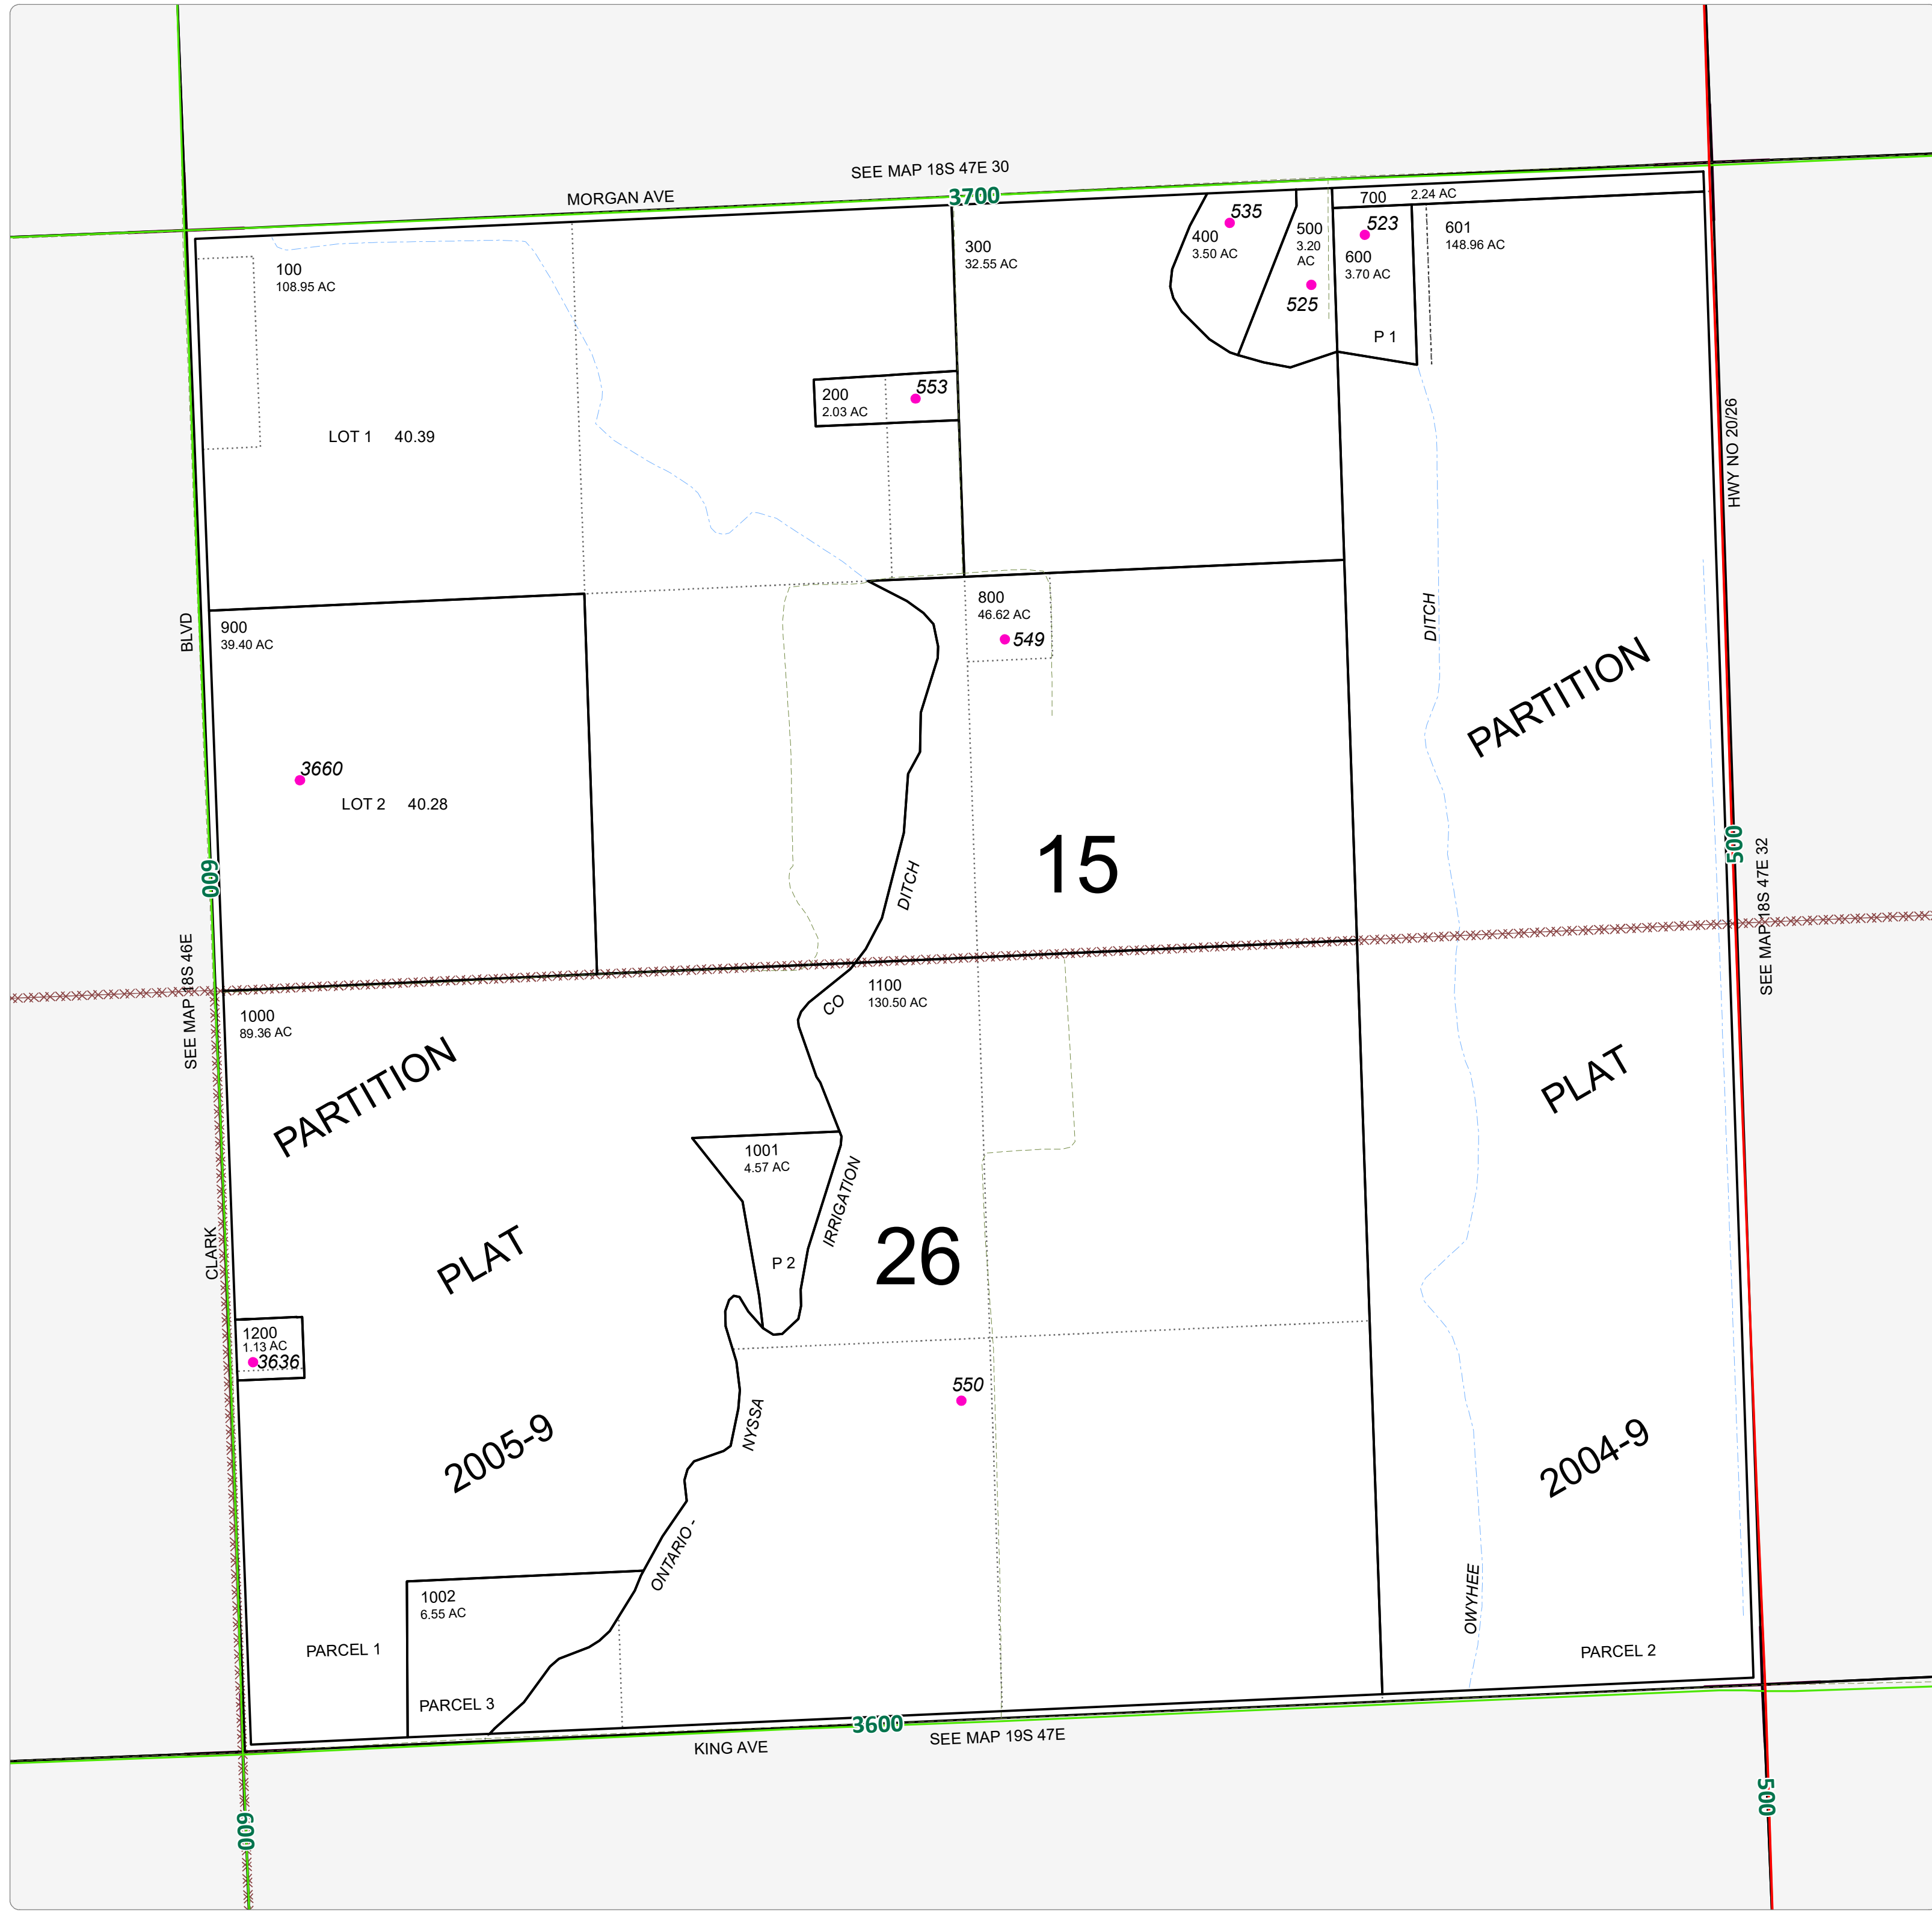 SEE MAP 18S 47E 30
MORGAN AVE
3700
700 2.24 AC
535
523
400
3.50 AC
500
3.20
AC
525
600
3.70 AC
P 1
601
148.96 AC
300
32.55 AC
100
108.95 AC
200
2.03 AC
553
LOT 1 40.39
HWY NO 20/26
BLVD
900
39.40 AC
800
46.62 AC
549
DITCH
PARTITION
3660
LOT 2 40.28
15
600
500
DITCH
SEE MAP 18S 46E
SEE MAP 18S 47E 32
1000
89.36 AC
CO
1100
130.50 AC
PARTITION
PLAT
1001
4.57 AC
IRRIGATION
P 2
26
CLARK
PLAT
1200
1.13 AC
3636
550
NYSSA
2005-9
2004-9
ONTARIO -
OWYHEE
1002
6.55 AC
PARCEL 1
PARCEL 2
PARCEL 3
3600
KING AVE
SEE MAP 19S 47E
600
500